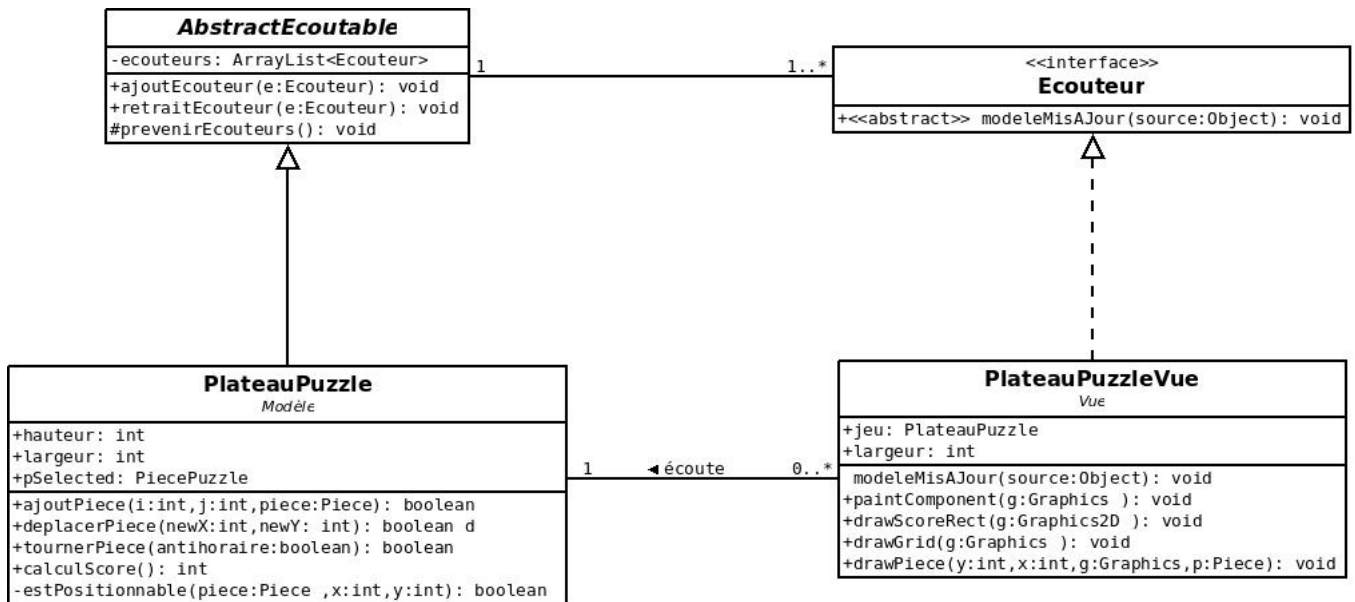 AbstractEcoutable
-ecouteurs: ArrayList<Ecouteur>
+ajoutEcouteur(e:Ecouteur): void
+retraitEcouteur(e:Ecouteur): void
#prevenirEcouteurs(): void
1
1..*
<<interface>>
Ecouteur
+<<abstract>> modeleMisAJour(source:Object): void
PlateauPuzzle
Modèle
+hauteur: int
+largeur: int
+pSelected: PiecePuzzle
+ajoutPiece(i:int,j:int,piece:Piece): boolean
+deplacerPiece(newX:int,newY: int): boolean d
+tournerPiece(antihoraire:boolean): boolean
+calculScore(): int
-estPositionnable(piece:Piece ,x:int,y:int): boolean
1
◄ écoute
0..*
PlateauPuzzleVue
Vue
+jeu: PlateauPuzzle
+largeur: int
modeleMisAJour(source:Object): void
+paintComponent(g:Graphics ): void
+drawScoreRect(g:Graphics2D ): void
+drawGrid(g:Graphics ): void
+drawPiece(y:int,x:int,g:Graphics,p:Piece): void